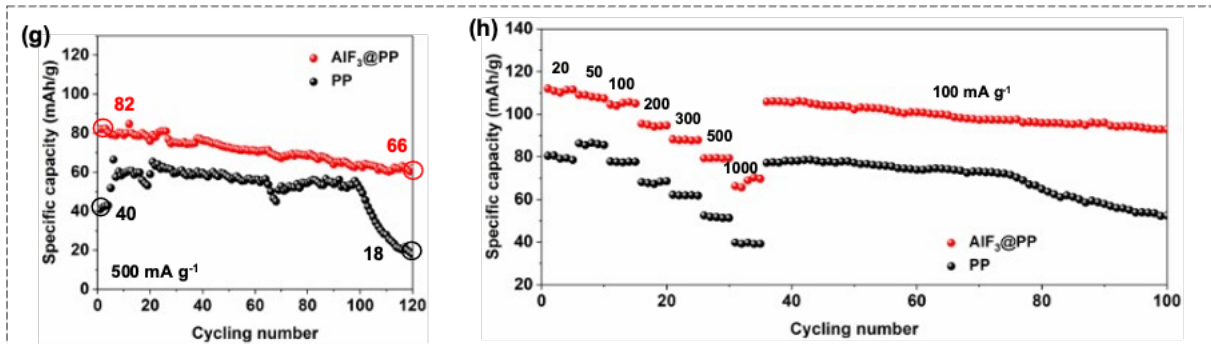 (g)
Specific capacity (mAh/g)
120
100
80
60
40
20
0
AlF₃@PP
PP
82
66
40
18
500 mA g⁻¹
0 20 40 60 80 100 120
Cycling number
(h)
Specific capacity (mAh/g)
140
120
100
80
60
40
20
20
50
100
200
300
500
1000
100 mA g⁻¹
AlF₃@PP
PP
0 20 40 60 80 100
Cycling number